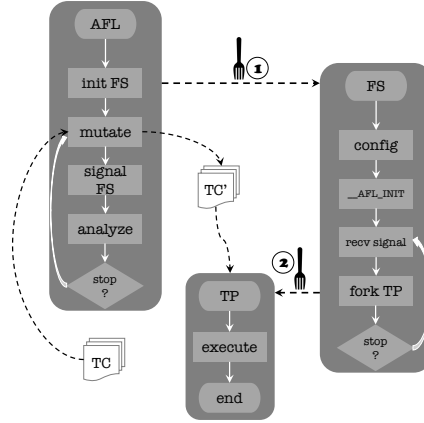 AFL
init FS
mutate
signal
FS
analyze
stop
?
TC
1
TC'
2
TP
execute
end
FS
config
__AFL_INIT
recv signal
fork TP
stop
?